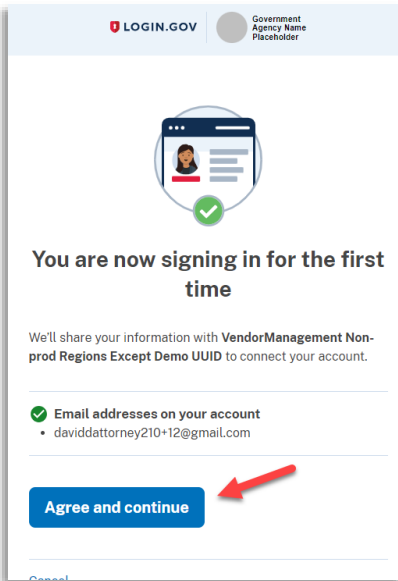 LOGIN.GOV
Government
Agency Name
Placeholder
You are now signing in for the first
time
We'll share your information with VendorManagement Non-
prod Regions Except Demo UUID to connect your account.
Email addresses on your account
• daviddattorney210+12@gmail.com
Agree and continue
Cancel